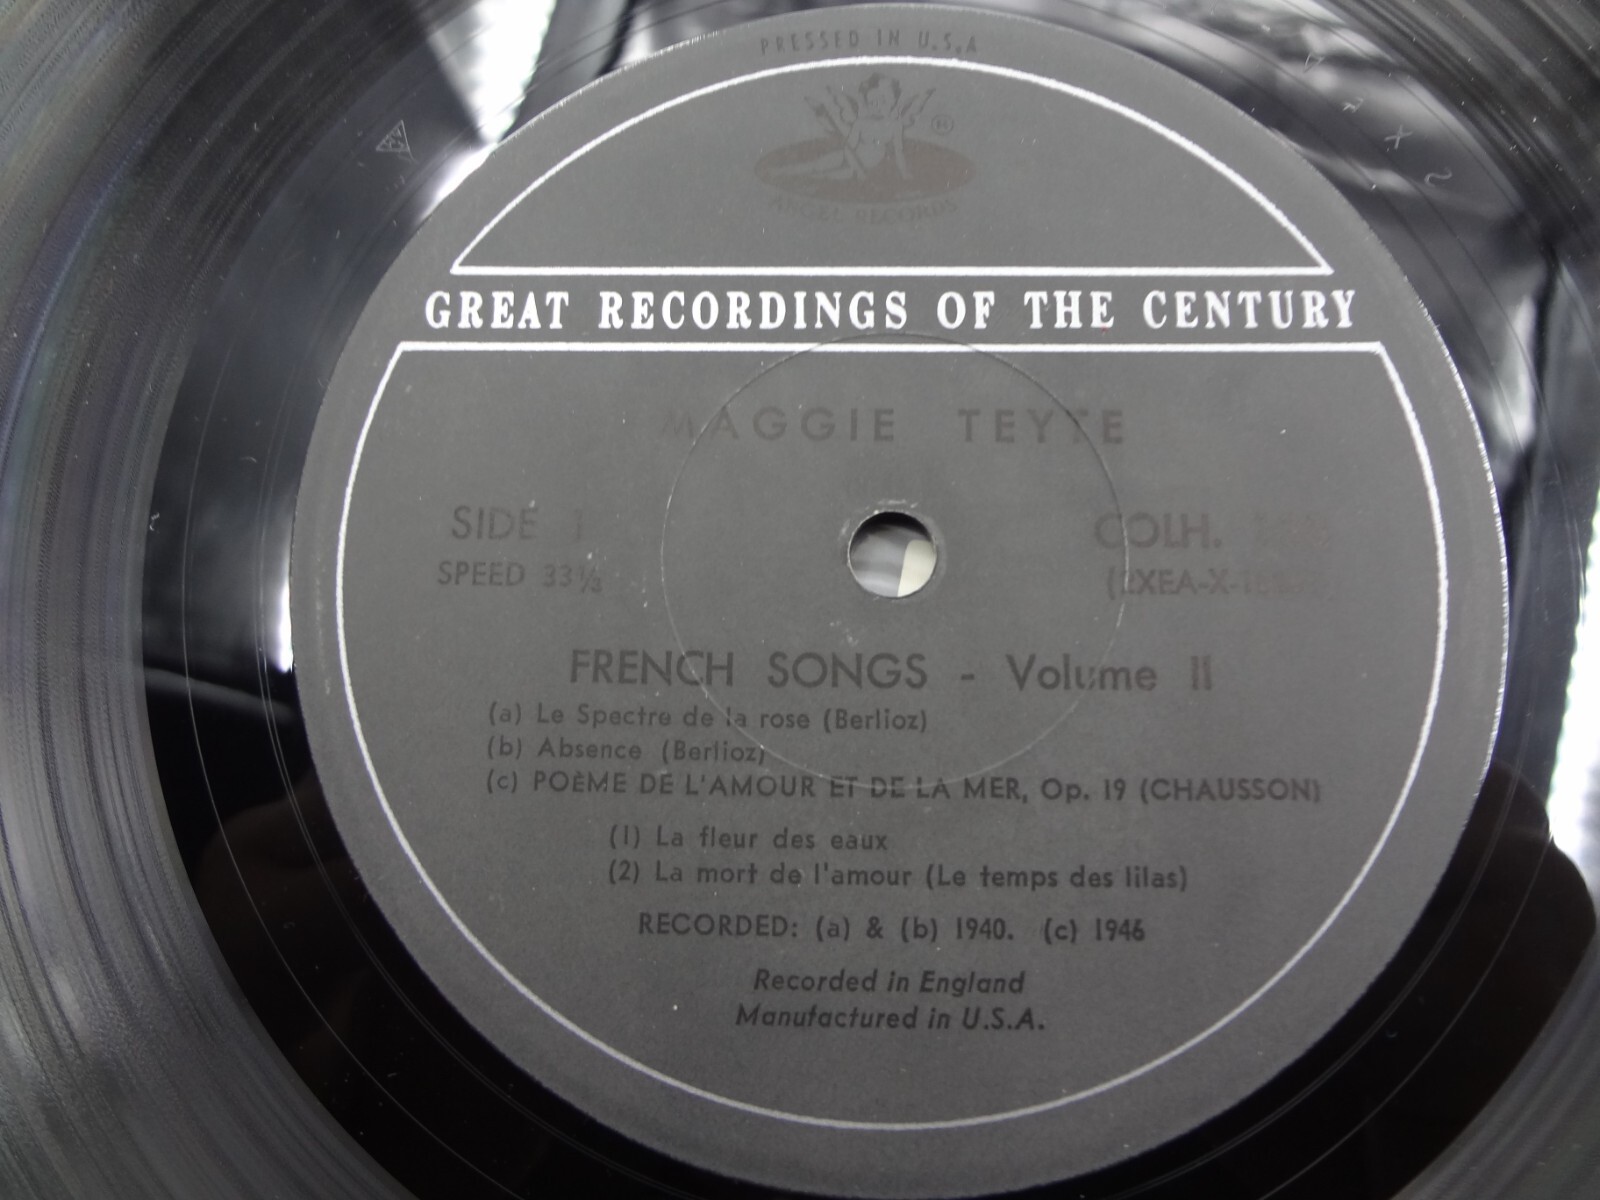 PRESSED IN U.S.A
®
ANGEL RECORDS
GREAT RECORDINGS OF THE CENTURY
MAGGIE TEYTE
SIDE 1
COLH.
SPEED 33⅓
FRENCH SONGS - Volume II
(a) Le Spectre de la rose (Berlioz)
(b) Absence (Berlioz)
(c) POÈME DE L'AMOUR ET DE LA MER, Op. 19 (CHAUSSON)
(1) La fleur des eaux
(2) La mort de l'amour (Le temps des lilas)
RECORDED: (a) & (b) 1940. (c) 1946
Recorded in England
Manufactured in U.S.A.